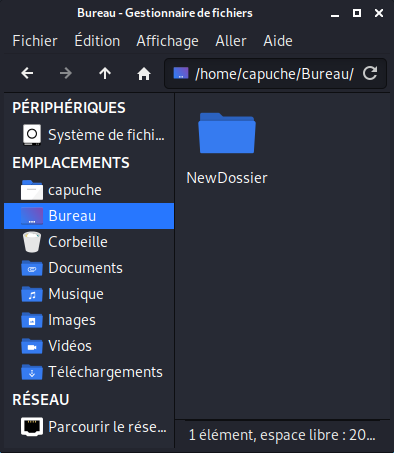 Bureau - Gestionnaire de fichiers
Fichier Édition Affichage Aller Aide
/home/capuche/Bureau/
PÉRIPHÉRIQUES
Système de fichi...
EMPLACEMENTS
capuche
Bureau
Corbeille
Documents
Musique
Images
Vidéos
Téléchargements
RÉSEAU
Parcourir le rése...
NewDossier
1 élément, espace libre : 20...